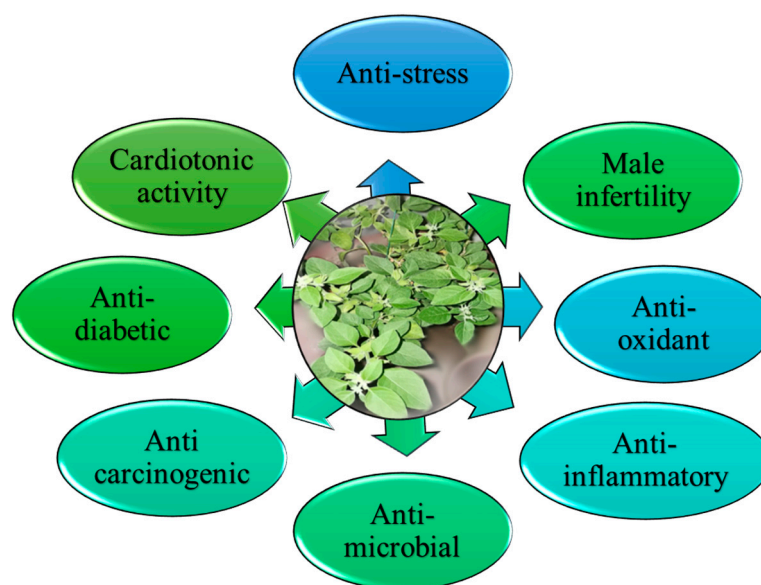 Anti-stress
Cardiotonic
activity
Male
infertility
Anti-
diabetic
Anti-
oxidant
Anti
carcinogenic
Anti-
inflammatory
Anti-
microbial